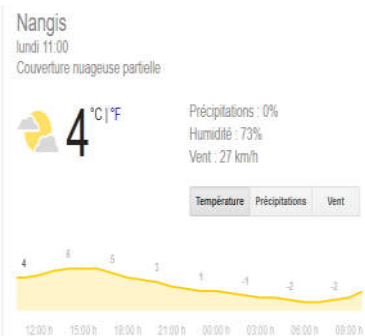 Nangis
lundi 11:00
Couverture nuageuse partielle
4 °C | °F
Précipitations : 0%
Humidité : 73%
Vent : 27 km/h
Température Précipitations Vent
4 6 5 3 1 -1 -2 -2
12:00 h 15:00 h 18:00 h 21:00 h 00:00 h 03:00 h 06:00 h 09:00 h